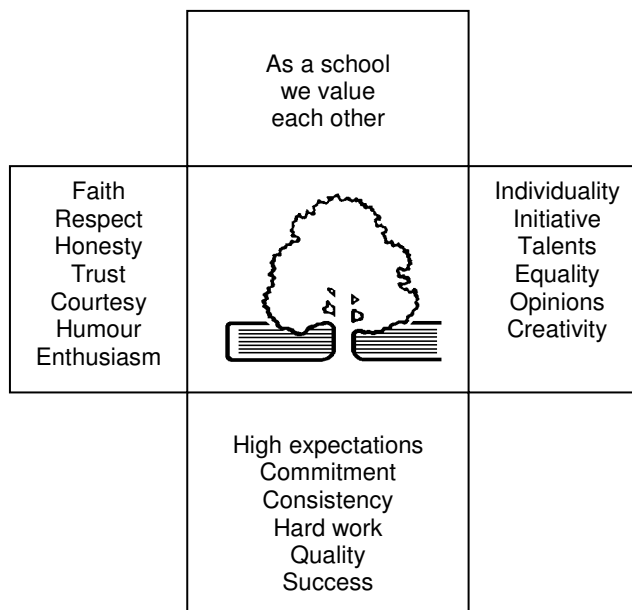 As a school
we value
each other
Faith
Respect
Honesty
Trust
Courtesy
Humour
Enthusiasm
Individuality
Initiative
Talents
Equality
Opinions
Creativity
High expectations
Commitment
Consistency
Hard work
Quality
Success